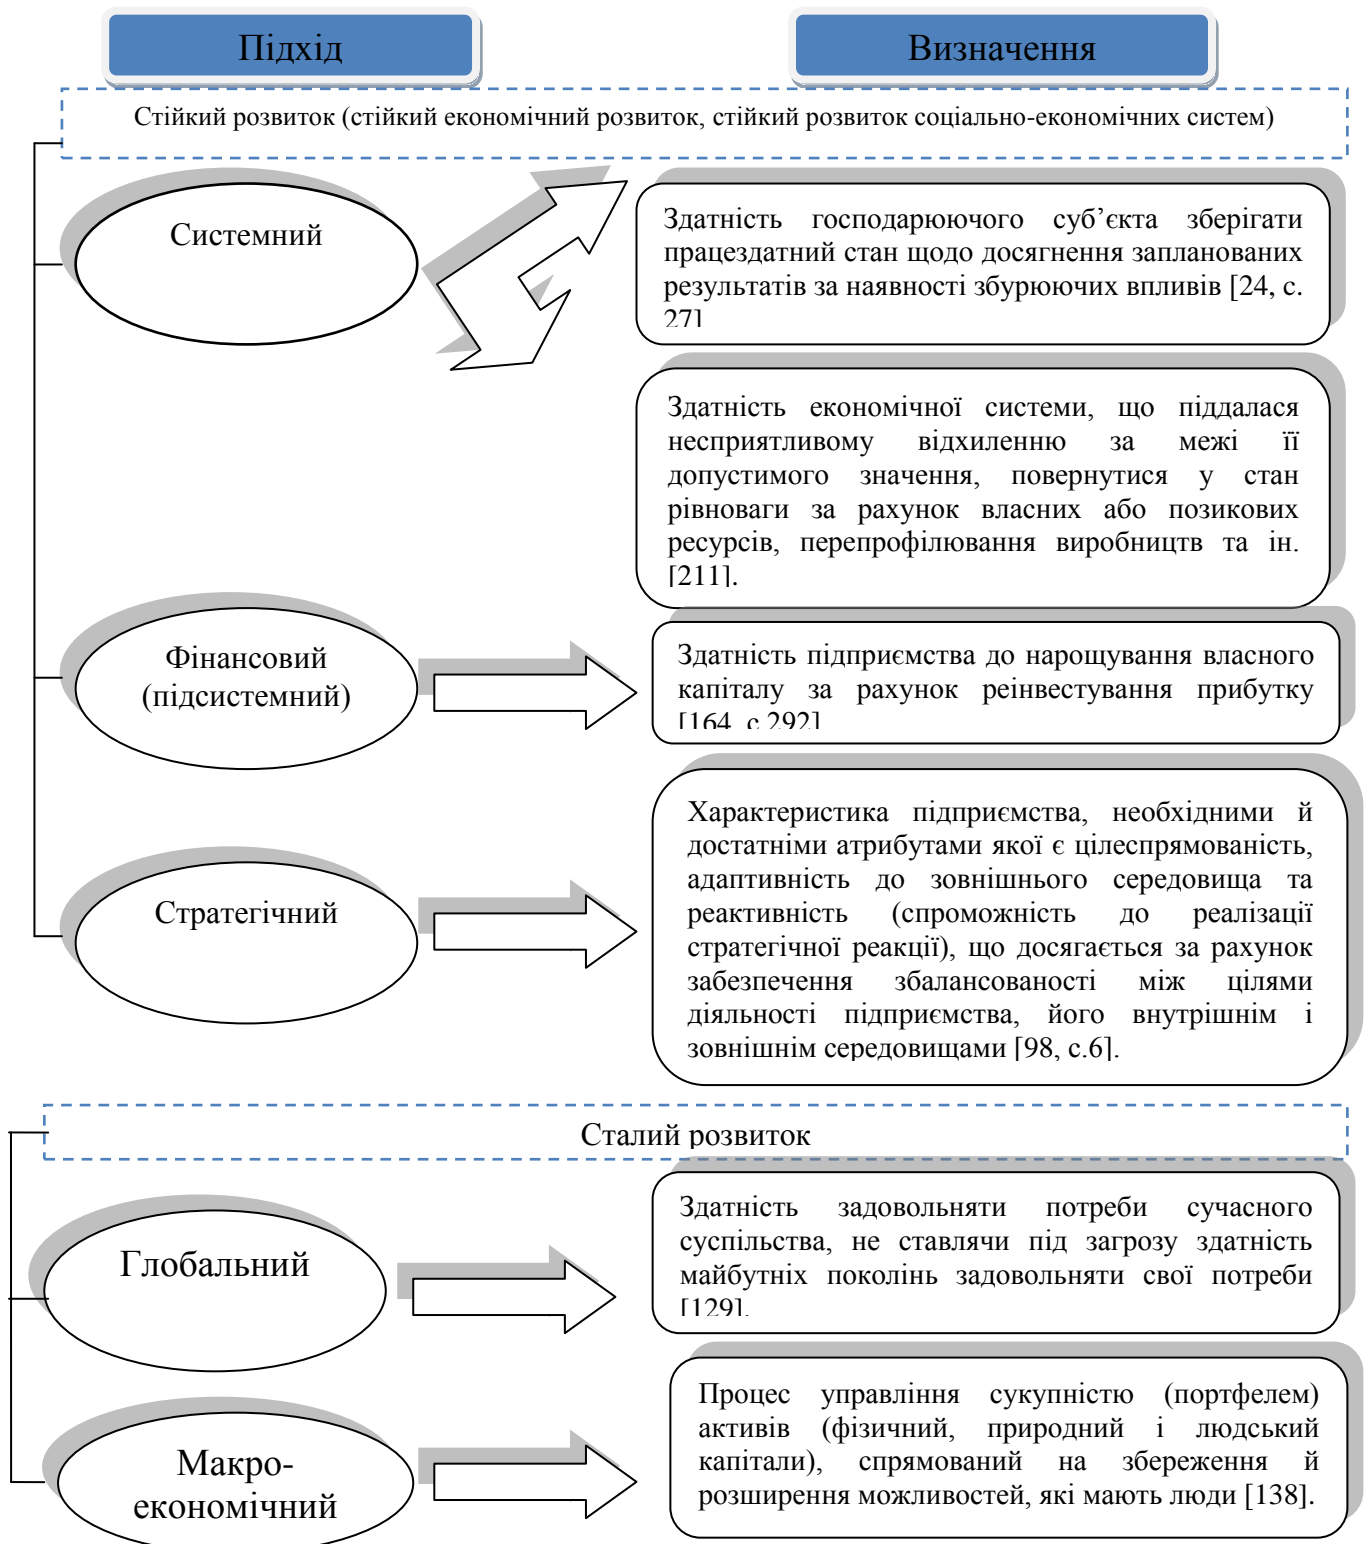 Підхід
Визначення
Стійкий розвиток (стійкий економічний розвиток, стійкий розвиток соціально-економічних систем)
Системний
Здатність господарюючого суб’єкта зберігати
працездатний стан щодо досягнення запланованих
результатів за наявності збурюючих впливів [24, с.
27]
Здатність економічної системи, що піддалася
несприятливому відхиленню за межі її
допустимого значення, повернутися у стан
рівноваги за рахунок власних або позикових
ресурсів, перепрофілювання виробництв та ін.
[211].
Фінансовий
(підсистемний)
Здатність підприємства до нарощування власного
капіталу за рахунок реінвестування прибутку
[164, с.292]
Стратегічний
Характеристика підприємства, необхідними й
достатніми атрибутами якої є цілеспрямованість,
адаптивність до зовнішнього середовища та
реактивність (спроможність до реалізації
стратегічної реакції), що досягається за рахунок
забезпечення збалансованості між цілями
діяльності підприємства, його внутрішнім і
зовнішнім середовищами [98, с.6].
Сталий розвиток
Глобальний
Здатність задовольняти потреби сучасного
суспільства, не ставлячи під загрозу здатність
майбутніх поколінь задовольняти свої потреби
[129].
Макро-
економічний
Процес управління сукупністю (портфелем)
активів (фізичний, природний і людський
капітали), спрямований на збереження й
розширення можливостей, які мають люди [138].